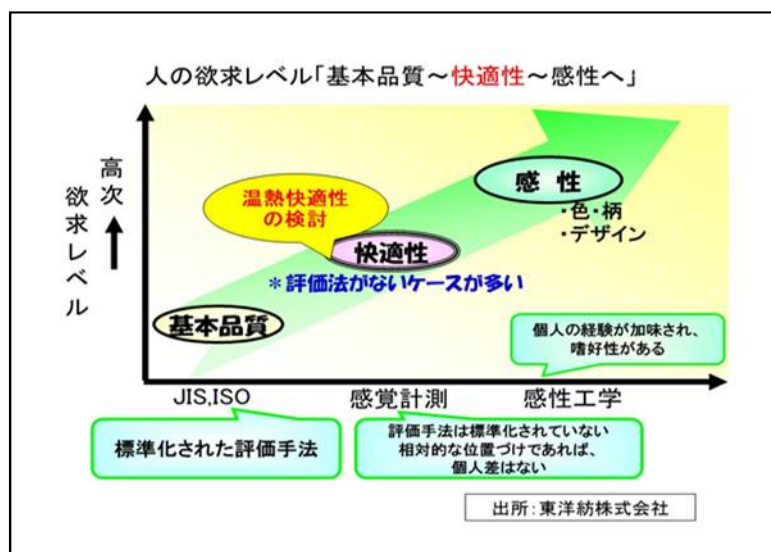 人の欲求レベル「基本品質～快適性～感性へ」
高次
欲求レベル
感 性
・色・柄
・デザイン
温熱快適性
の検討
快適性
＊評価法がないケースが多い
基本品質
個人の経験が加味され、
嗜好性がある
JIS,ISO
感覚計測
感性工学
標準化された評価手法
評価手法は標準化されていない
相対的な位置づけであれば、
個人差はない
出所：東洋紡株式会社